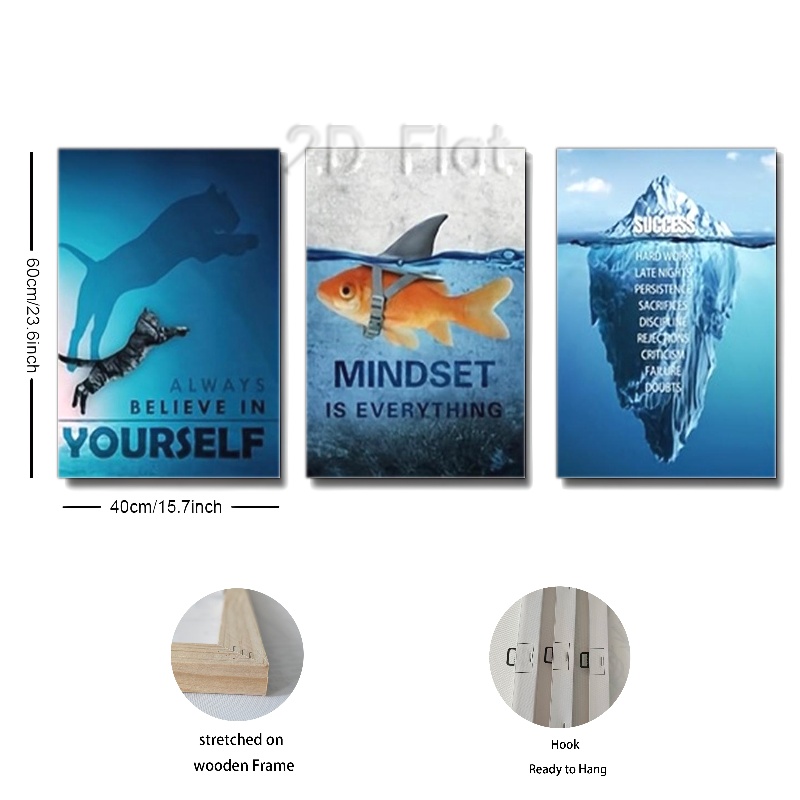 2D Flat
60cm/23.6inch
ALWAYS
BELIEVE IN
YOURSELF
MINDSET
IS EVERYTHING
SUCCESS
HARD WORK
LATE NIGHTS
PERSISTENCE
SACRIFICES
DISCIPLINE
REJECTIONS
CRITICISM
FAILURE
DOUBTS
40cm/15.7inch
stretched on
wooden Frame
Hook
Ready to Hang